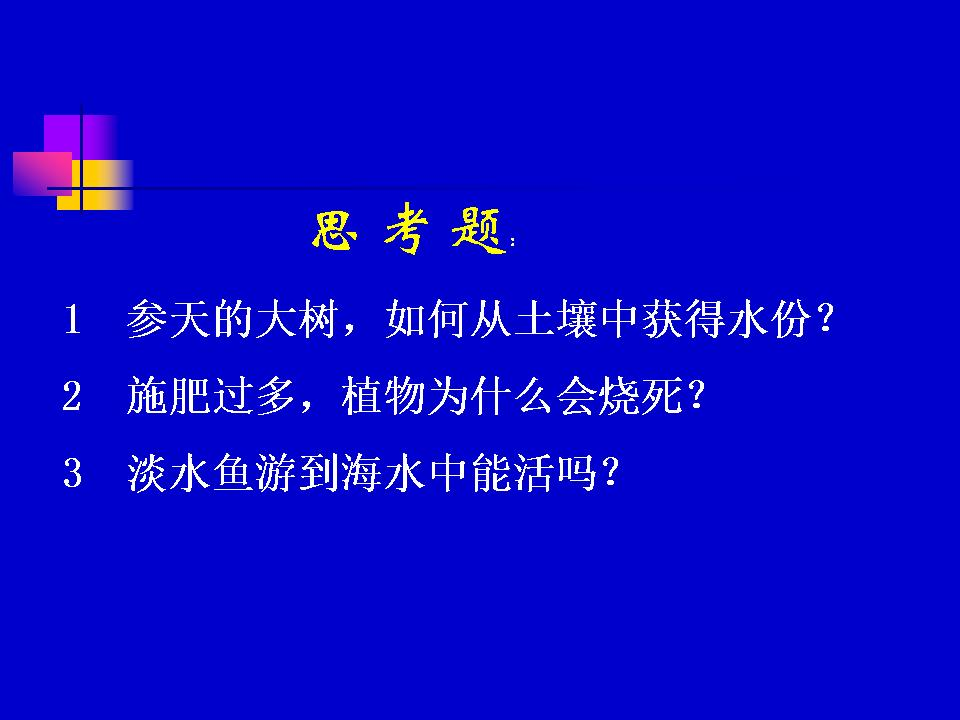 思 考 题：
1 参天的大树，如何从土壤中获得水份？
2 施肥过多，植物为什么会烧死？
3 淡水鱼游到海水中能活吗？